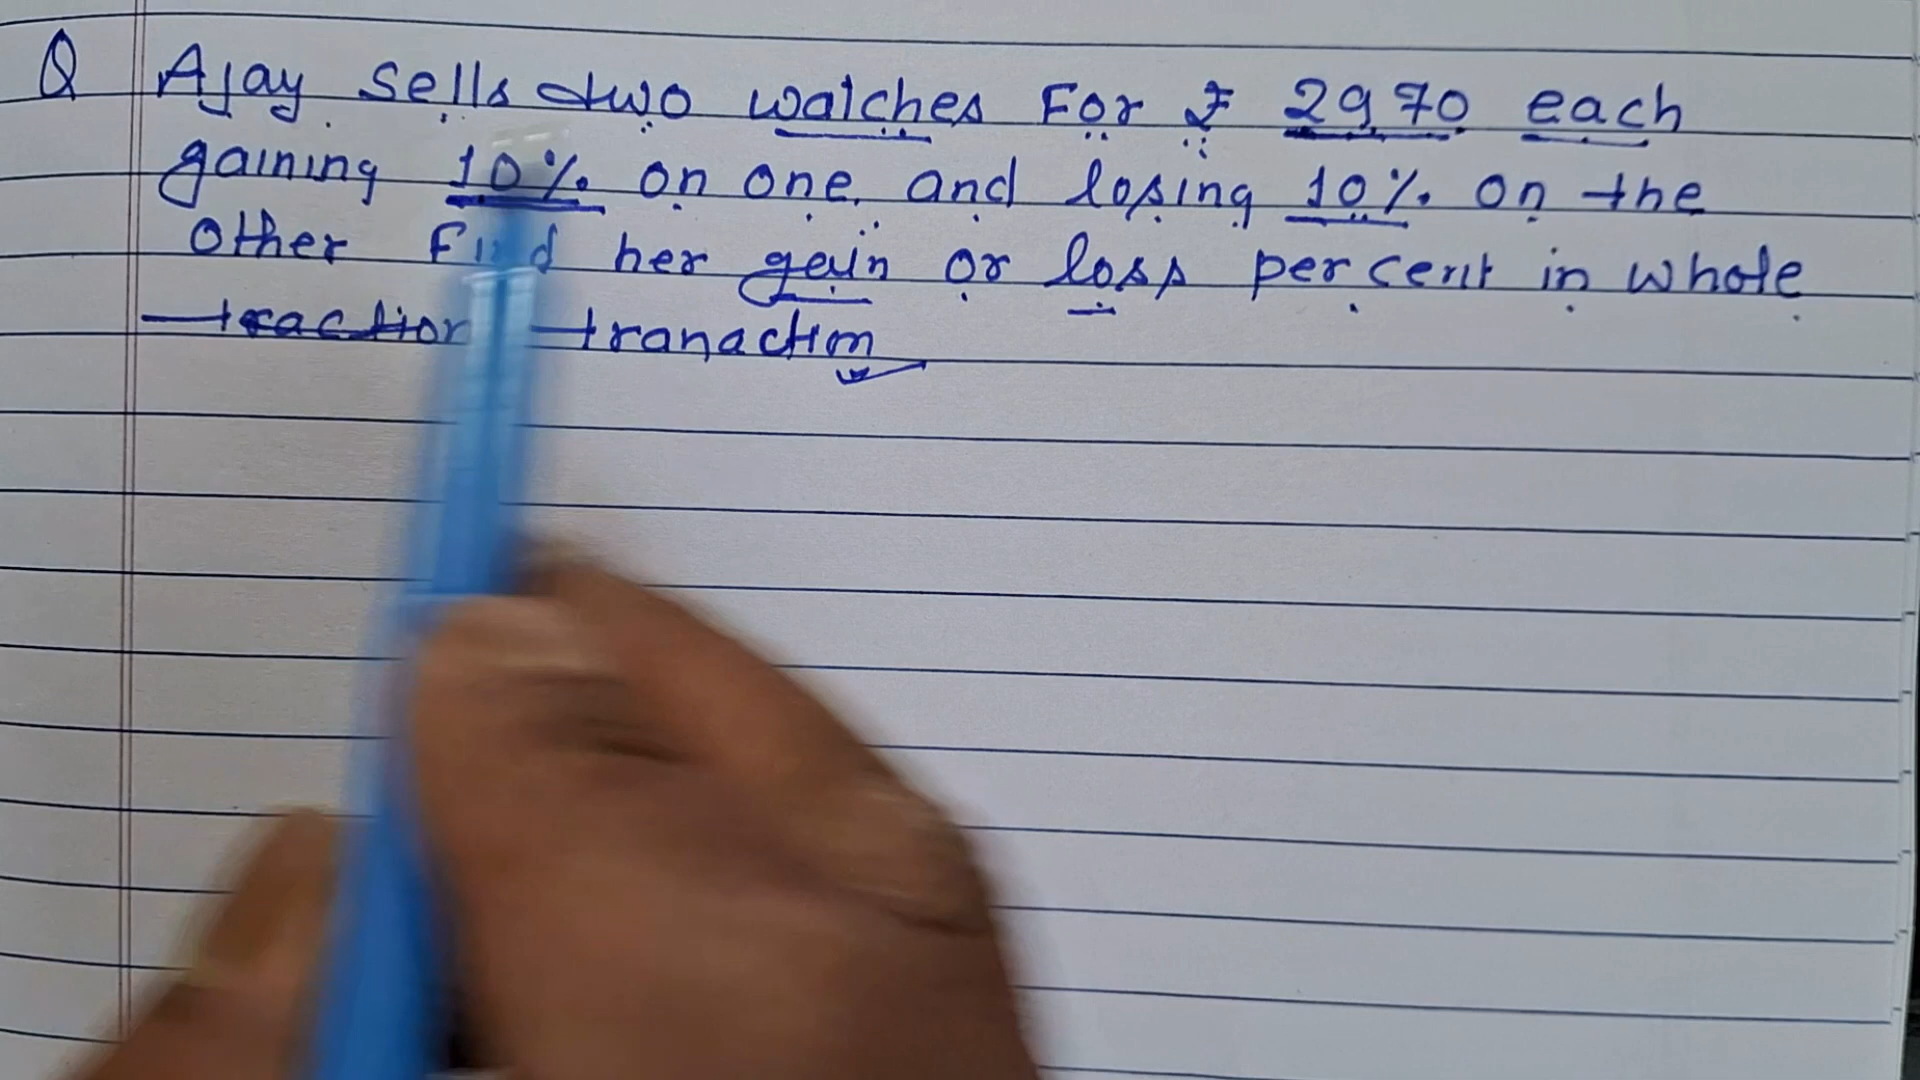 Q Ajay sells two watches For ₹ 2970 each
gaining 10% on one and losing 10% on the
other Find her gain or loss per cent in whole
traction tranaction